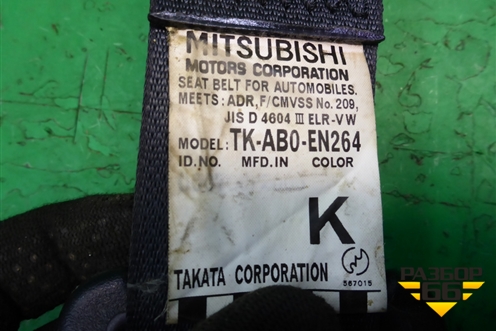 MITSUBISHI
MOTORS CORPORATION
SEAT BELT FOR AUTOMOBILES.
MEETS: ADR, F/CMVSS No. 209,
JIS D 4604 III ELR-VW
MODEL: TK-AB0-EN264
ID.NO. MFD.IN COLOR
K
TAKATA CORPORATION
567015
РАЗБОР
66